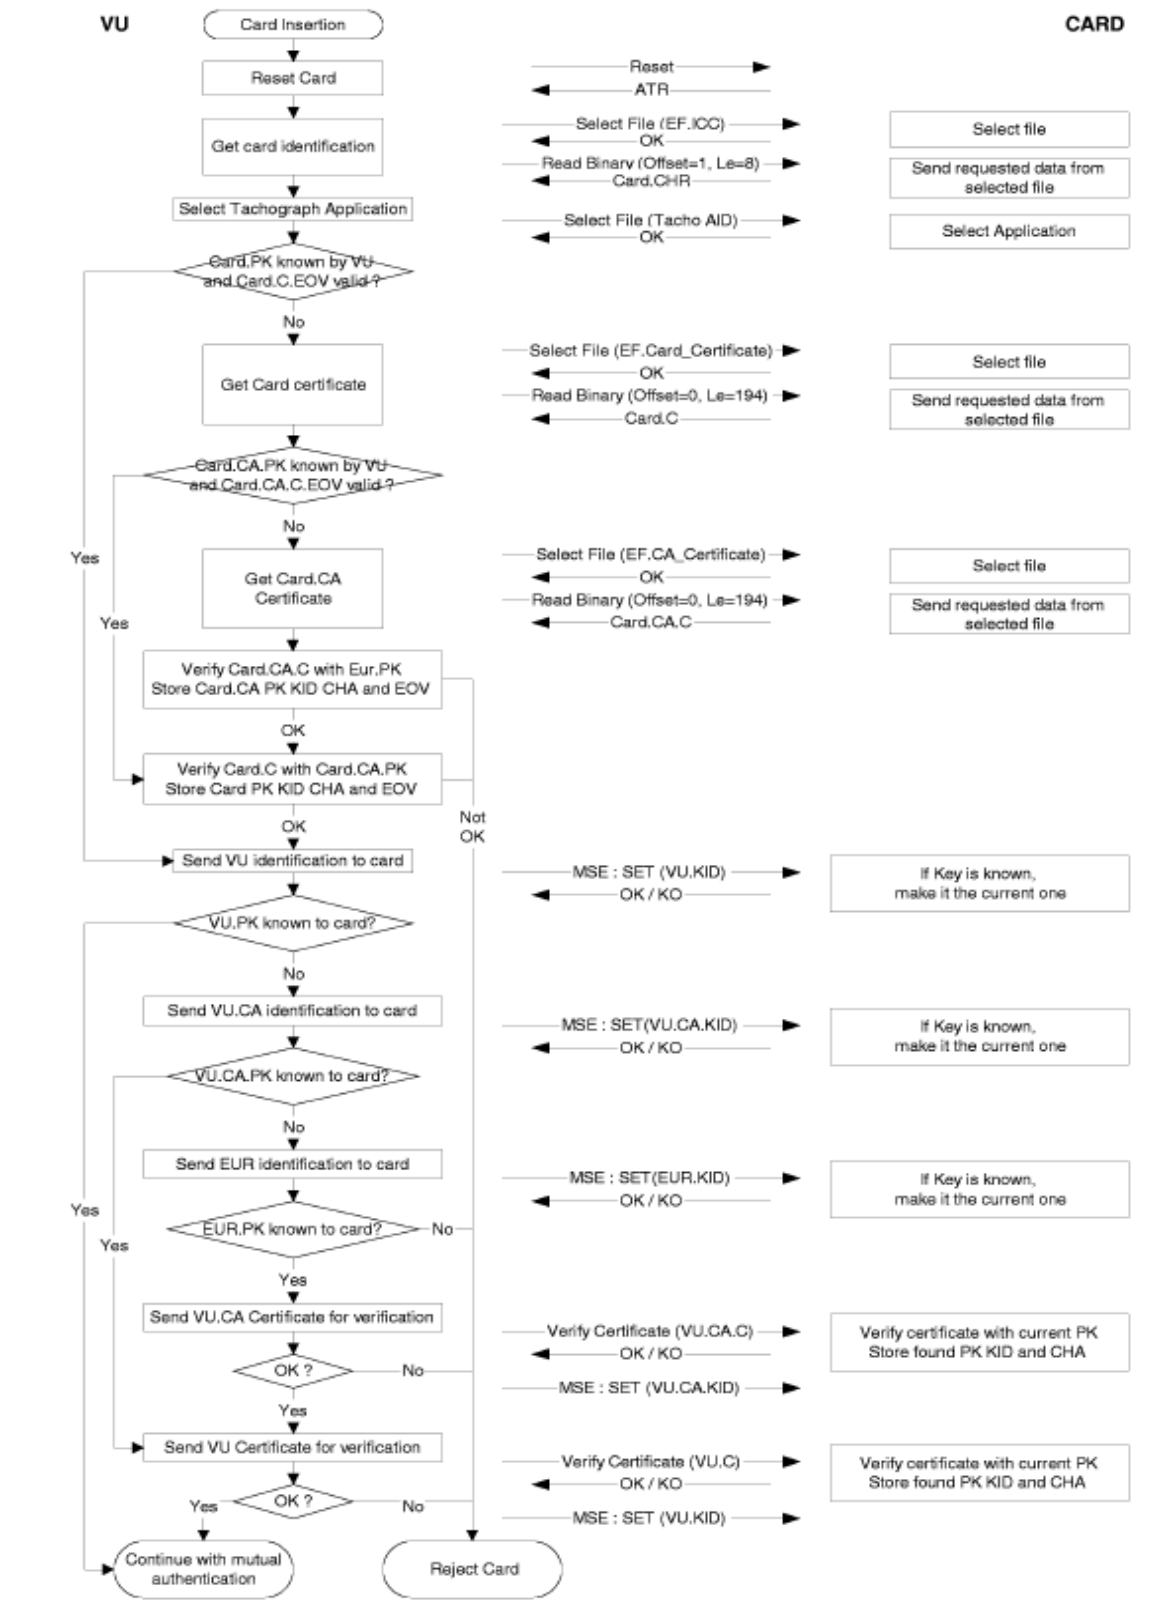 VU
Card Insertion
CARD
Reset Card
Reset
ATR
Get card identification
Select File (EF.ICC)
OK
Select file
Read Binary (Offset=1, Le=8)
Card.CHR
Send requested data from
selected file
Select Tachograph Application
Select File (Tacho AID)
OK
Select Application
Card.PK known by VU
and Card.C.EOV valid ?
No
Get Card certificate
Select File (EF.Card_Certificate)
OK
Select file
Read Binary (Offset=0, Le=194)
Card.C
Send requested data from
selected file
Card.CA.PK known by VU
and Card.CA.C.EOV valid ?
No
Yes
Get Card.CA
Certificate
Select File (EF.CA_Certificate)
OK
Select file
Read Binary (Offset=0, Le=194)
Card.CA.C
Send requested data from
selected file
Yes
Verify Card.CA.C with Eur.PK
Store Card.CA PK KID CHA and EOV
OK
Verify Card.C with Card.CA.PK
Store Card PK KID CHA and EOV
Not
OK
OK
Send VU identification to card
MSE : SET (VU.KID)
OK / KO
If Key is known,
make it the current one
VU.PK known to card?
No
Send VU.CA identification to card
MSE : SET(VU.CA.KID)
OK / KO
If Key is known,
make it the current one
VU.CA.PK known to card?
No
Send EUR identification to card
MSE : SET(EUR.KID)
OK / KO
If Key is known,
make it the current one
Yes
EUR.PK known to card?
No
Yes
Yes
Send VU.CA Certificate for verification
Verify Certificate (VU.CA.C)
OK / KO
Verify certificate with current PK
Store found PK KID and CHA
OK ?
No
MSE : SET (VU.CA.KID)
Yes
Send VU Certificate for verification
Verify Certificate (VU.C)
OK / KO
Verify certificate with current PK
Store found PK KID and CHA
OK ?
Yes
No
MSE : SET (VU.KID)
Continue with mutual
authentication
Reject Card